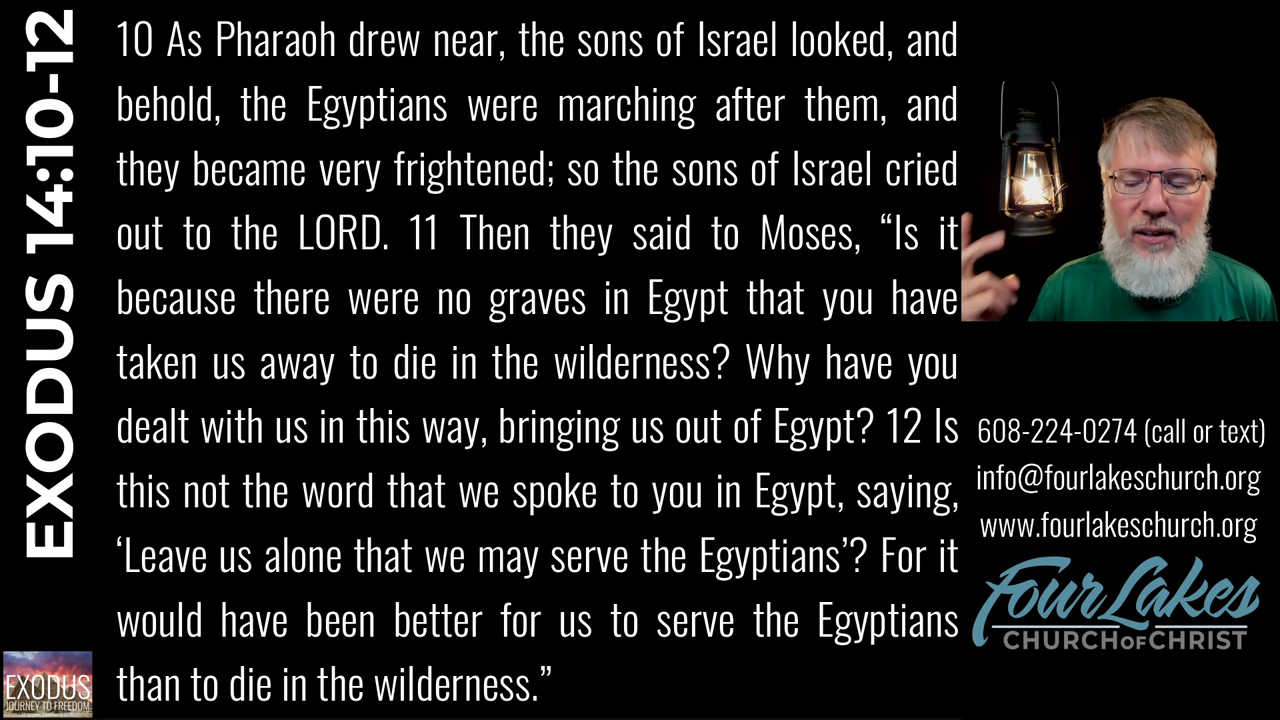 EXODUS 14:10-12
10 As Pharaoh drew near, the sons of Israel looked, and
behold, the Egyptians were marching after them, and
they became very frightened; so the sons of Israel cried
out to the LORD. 11 Then they said to Moses, “Is it
because there were no graves in Egypt that you have
taken us away to die in the wilderness? Why have you
dealt with us in this way, bringing us out of Egypt? 12 Is
this not the word that we spoke to you in Egypt, saying,
‘Leave us alone that we may serve the Egyptians’? For it
would have been better for us to serve the Egyptians
than to die in the wilderness.”
608-224-0274 (call or text)
info@fourlakeschurch.org
www.fourlakeschurch.org
Four Lakes
CHURCH OF CHRIST
EXODUS
JOURNEY TO FREEDOM